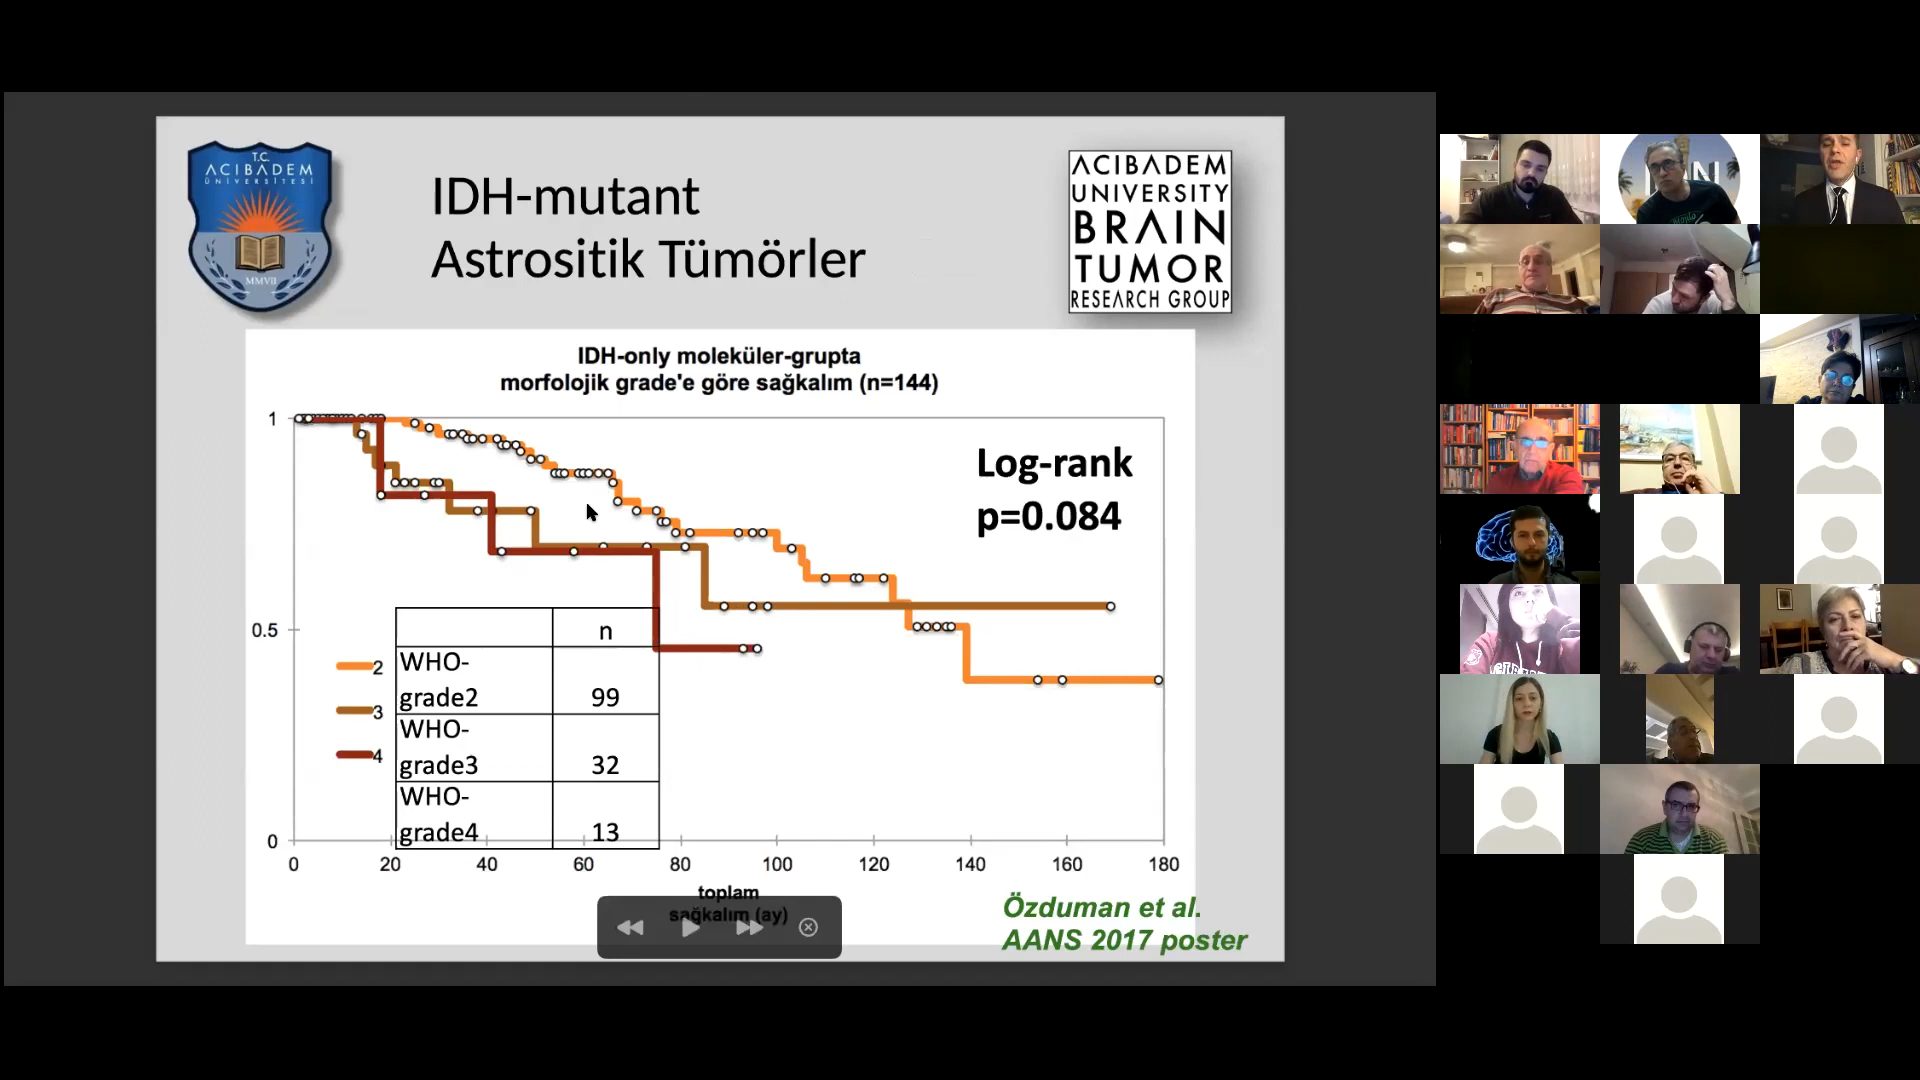 T.C.
ACIBADEM
ÜNİVERSİTESİ
MMVII
IDH-mutant
Astrositik Tümörler
ACIBADEM
UNIVERSITY
BRAIN
TUMOR
RESEARCH GROUP
IDH-only moleküler-grupta
morfolojik grade'e göre sağkalım (n=144)
1
0.5
0
Log-rank
p=0.084
n
2
WHO-
grade2
99
3
WHO-
grade3
32
4
WHO-
grade4
13
0 20 40 60 80 100 120 140 160 180
toplam
sağkalım (ay)
Özduman et al.
AANS 2017 poster